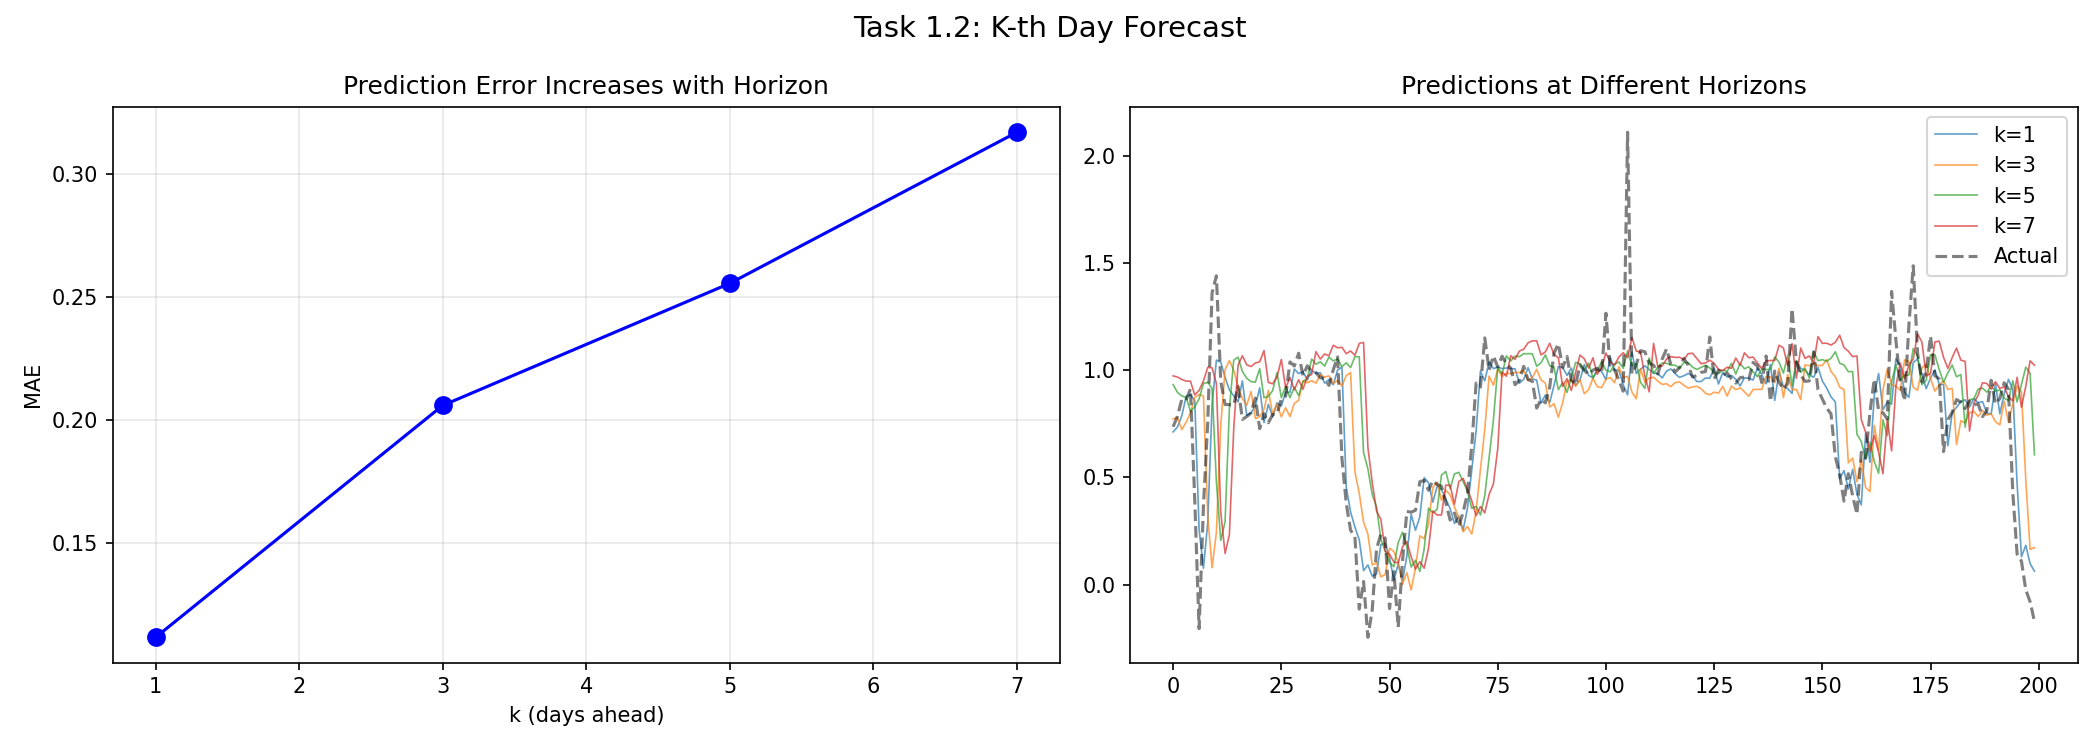 Task 1.2: K-th Day Forecast
Prediction Error Increases with Horizon
MAE
0.30
0.25
0.20
0.15
1 2 3 4 5 6 7
k (days ahead)
Predictions at Different Horizons
2.0
1.5
1.0
0.5
0.0
0 25 50 75 100 125 150 175 200
k=1
k=3
k=5
k=7
Actual